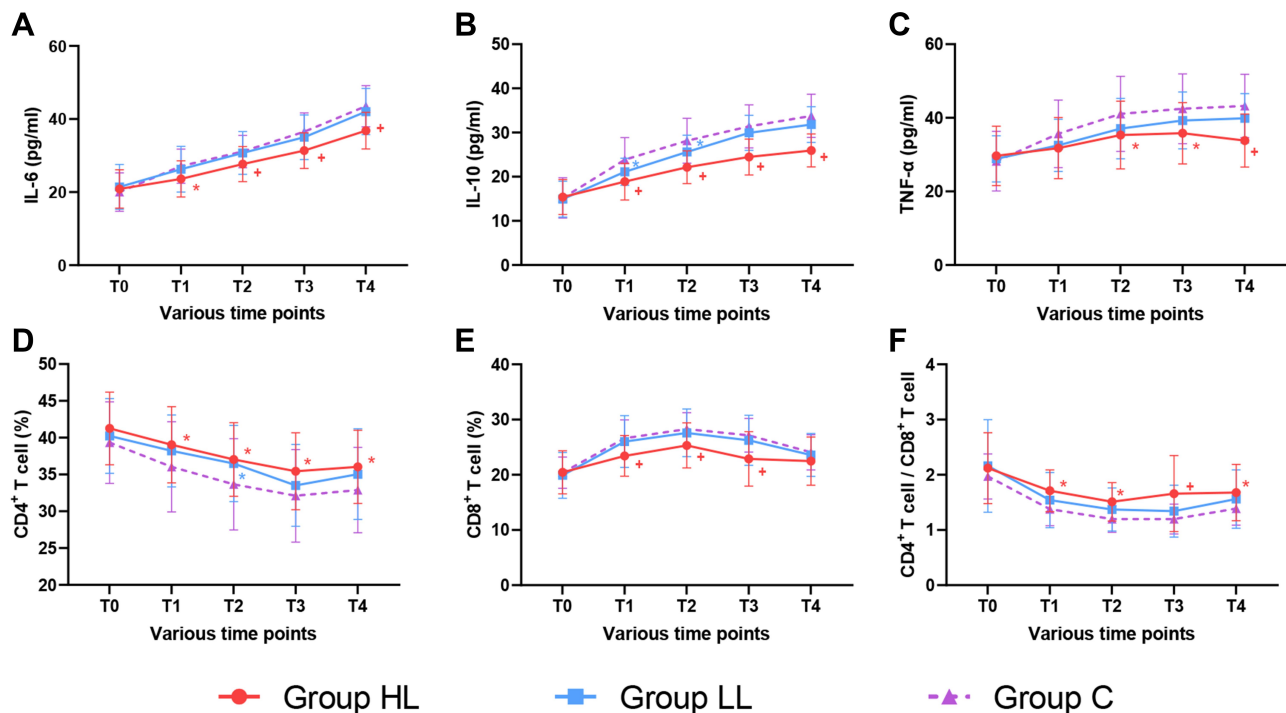 A
B
C
IL-6 (pg/ml)
60
40
20
0
T0 T1 T2 T3 T4
Various time points
IL-10 (pg/ml)
50
40
30
20
10
0
T0 T1 T2 T3 T4
Various time points
TNF-α (pg/ml)
60
40
20
0
T0 T1 T2 T3 T4
Various time points
D
E
F
CD4+ T cell (%)
50
45
40
35
30
25
20
T0 T1 T2 T3 T4
Various time points
CD8+ T cell (%)
40
30
20
10
0
T0 T1 T2 T3 T4
Various time points
CD4+ T cell / CD8+ T cell
4
3
2
1
0
T0 T1 T2 T3 T4
Various time points
Group HL Group LL Group C